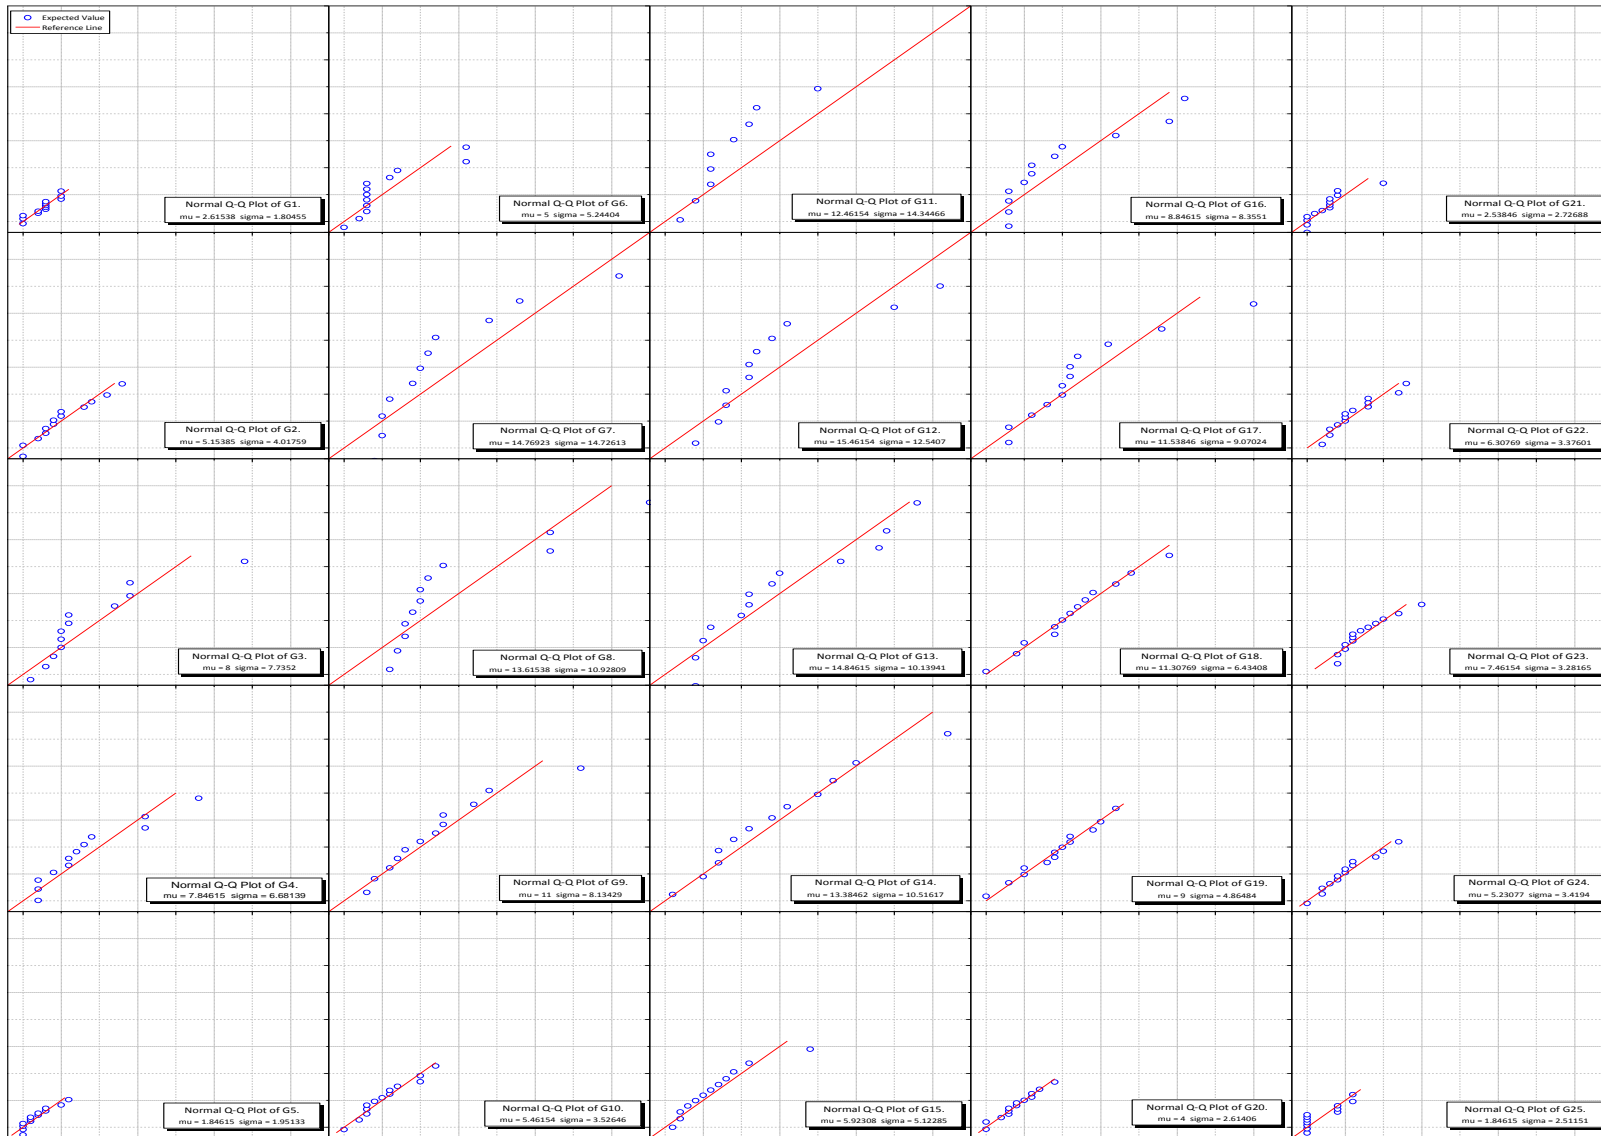 Expected Value
Reference Line
Normal Q-Q Plot of G1.
mu = 2.61538 sigma = 1.80455
Normal Q-Q Plot of G6.
mu = 5 sigma = 5.24404
Normal Q-Q Plot of G11.
mu = 12.46154 sigma = 14.34466
Normal Q-Q Plot of G16.
mu = 8.84615 sigma = 8.3551
Normal Q-Q Plot of G21.
mu = 2.53846 sigma = 2.72688
Normal Q-Q Plot of G2.
mu = 5.15385 sigma = 4.01759
Normal Q-Q Plot of G7.
mu = 14.76923 sigma = 14.72613
Normal Q-Q Plot of G12.
mu = 15.46154 sigma = 12.5407
Normal Q-Q Plot of G17.
mu = 11.53846 sigma = 9.07024
Normal Q-Q Plot of G22.
mu = 6.30769 sigma = 3.37601
Normal Q-Q Plot of G3.
mu = 8 sigma = 7.7352
Normal Q-Q Plot of G8.
mu = 13.61538 sigma = 10.92809
Normal Q-Q Plot of G13.
mu = 14.84615 sigma = 10.13941
Normal Q-Q Plot of G18.
mu = 11.30769 sigma = 6.43408
Normal Q-Q Plot of G23.
mu = 7.46154 sigma = 3.28165
Normal Q-Q Plot of G4.
mu = 7.84615 sigma = 6.68139
Normal Q-Q Plot of G9.
mu = 11 sigma = 8.13429
Normal Q-Q Plot of G14.
mu = 13.38462 sigma = 10.51617
Normal Q-Q Plot of G19.
mu = 9 sigma = 4.86484
Normal Q-Q Plot of G24.
mu = 5.23077 sigma = 3.4194
Normal Q-Q Plot of G5.
mu = 1.84615 sigma = 1.95133
Normal Q-Q Plot of G10.
mu = 5.46154 sigma = 3.52646
Normal Q-Q Plot of G15.
mu = 5.92308 sigma = 5.12285
Normal Q-Q Plot of G20.
mu = 4 sigma = 2.61406
Normal Q-Q Plot of G25.
mu = 1.84615 sigma = 2.51151